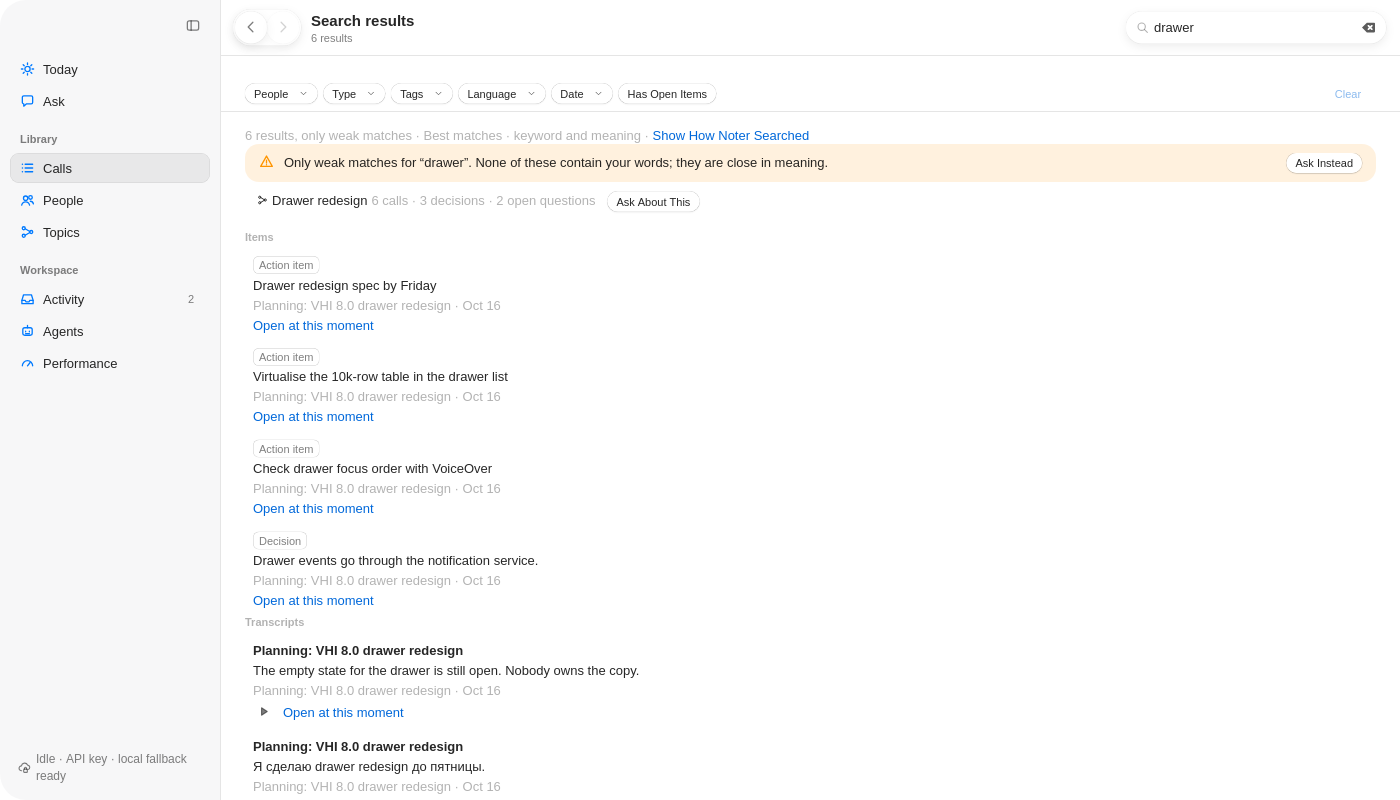 Search results
6 results
drawer
Today
Ask
Library
Calls
People
Topics
Workspace
Activity 2
Agents
Performance
Idle · API key · local fallback
ready
People Type Tags Language Date Has Open Items Clear
6 results, only weak matches · Best matches · keyword and meaning · Show How Noter Searched
Only weak matches for “drawer”. None of these contain your words; they are close in meaning. Ask Instead
Drawer redesign 6 calls · 3 decisions · 2 open questions Ask About This
Items
Action item
Drawer redesign spec by Friday
Planning: VHI 8.0 drawer redesign · Oct 16
Open at this moment
Action item
Virtualise the 10k-row table in the drawer list
Planning: VHI 8.0 drawer redesign · Oct 16
Open at this moment
Action item
Check drawer focus order with VoiceOver
Planning: VHI 8.0 drawer redesign · Oct 16
Open at this moment
Decision
Drawer events go through the notification service.
Planning: VHI 8.0 drawer redesign · Oct 16
Open at this moment
Transcripts
Planning: VHI 8.0 drawer redesign
The empty state for the drawer is still open. Nobody owns the copy.
Planning: VHI 8.0 drawer redesign · Oct 16
Open at this moment
Planning: VHI 8.0 drawer redesign
Я сделаю drawer redesign до пятницы.
Planning: VHI 8.0 drawer redesign · Oct 16